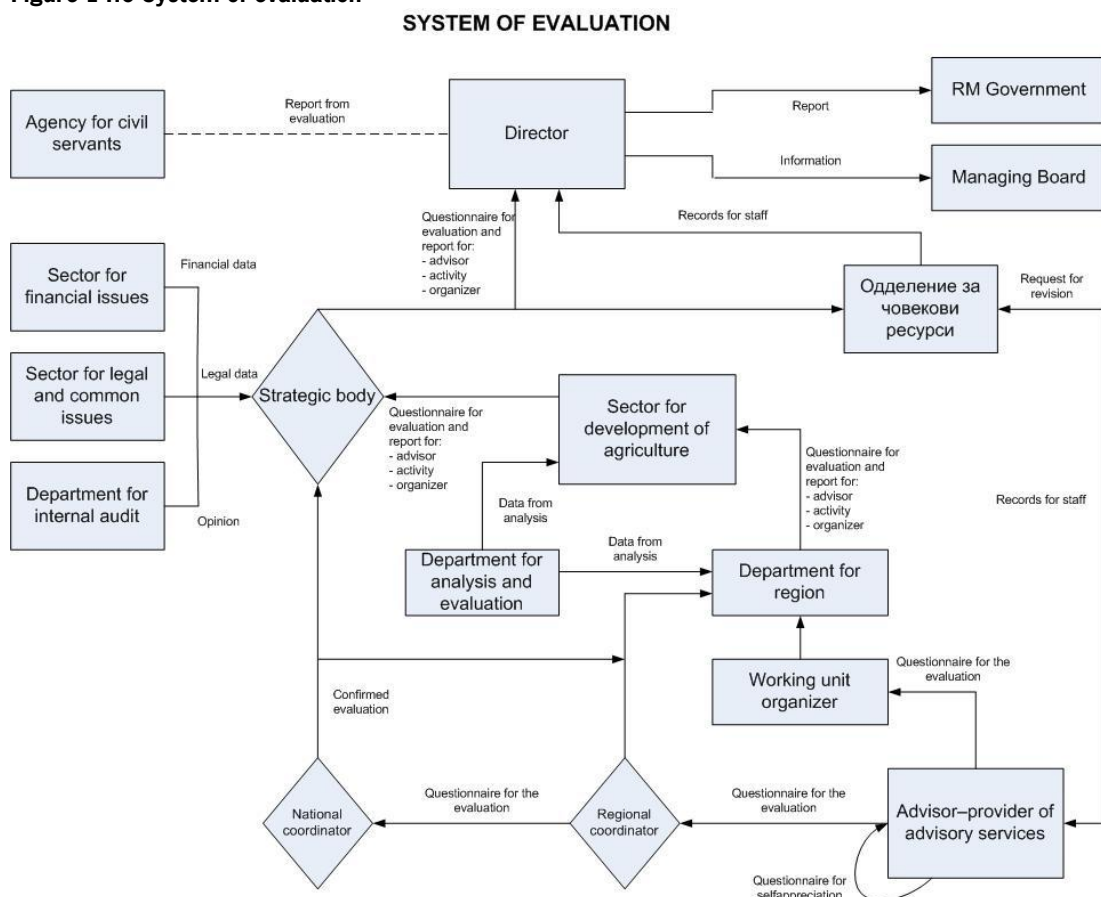 SYSTEM OF EVALUATION
Agency for civil
servants
Report from
evaluation
Director
Report
RM Government
Information
Managing Board
Questionnaire for
evaluation and
report for:
- advisor
- activity
- organizer
Records for staff
Sector for
financial issues
Financial data
Одделение за
човекови
ресурси
Request for
revision
Sector for legal
and common
issues
Legal data
Strategic body
Questionnaire for
evaluation and
report for:
- advisor
- activity
- organizer
Sector for
development of
agriculture
Questionnaire for
evaluation and
report for:
- advisor
- activity
- organizer
Department for
internal audit
Opinion
Data from
analysis
Records for staff
Department for
analysis and
evaluation
Data from
analysis
Department for
region
Working unit
organizer
Questionnaire for the
evaluation
Confirmed
evaluation
National
coordinator
Questionnaire for the
evaluation
Regional
coordinator
Questionnaire for the
evaluation
Advisor–provider of
advisory services
Questionnaire for
selfappreciation